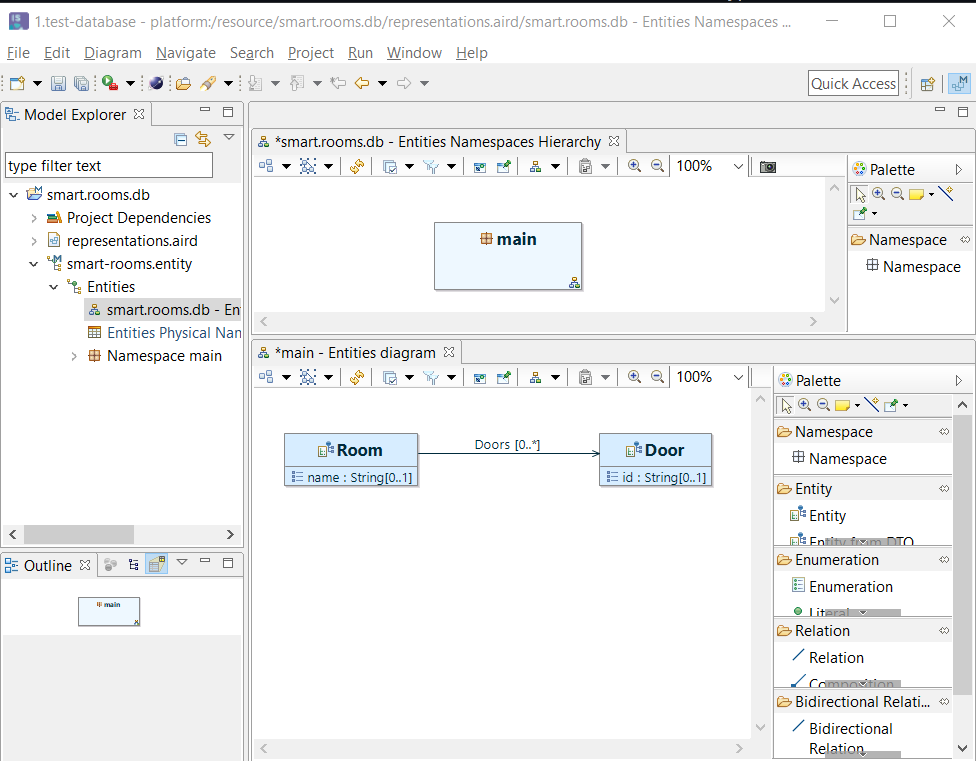 1.test-database - platform:/resource/smart.rooms.db/representations.aird/smart.rooms.db - Entities Namespaces ...
File Edit Diagram Navigate Search Project Run Window Help
Quick Access
Model Explorer
type filter text
smart.rooms.db
Project Dependencies
representations.aird
smart-rooms.entity
Entities
smart.rooms.db - En
Entities Physical Nan
Namespace main
Outline
main
*smart.rooms.db - Entities Namespaces Hierarchy
100%
main
Palette
Namespace
Namespace
*main - Entities diagram
100%
Room
name : String[0..1]
Doors [0..*]
Door
id : String[0..1]
Palette
Namespace
Namespace
Entity
Entity
Entity from DTO
Enumeration
Enumeration
Literal
Relation
Relation
Composition
Bidirectional Relati...
Bidirectional
Relation